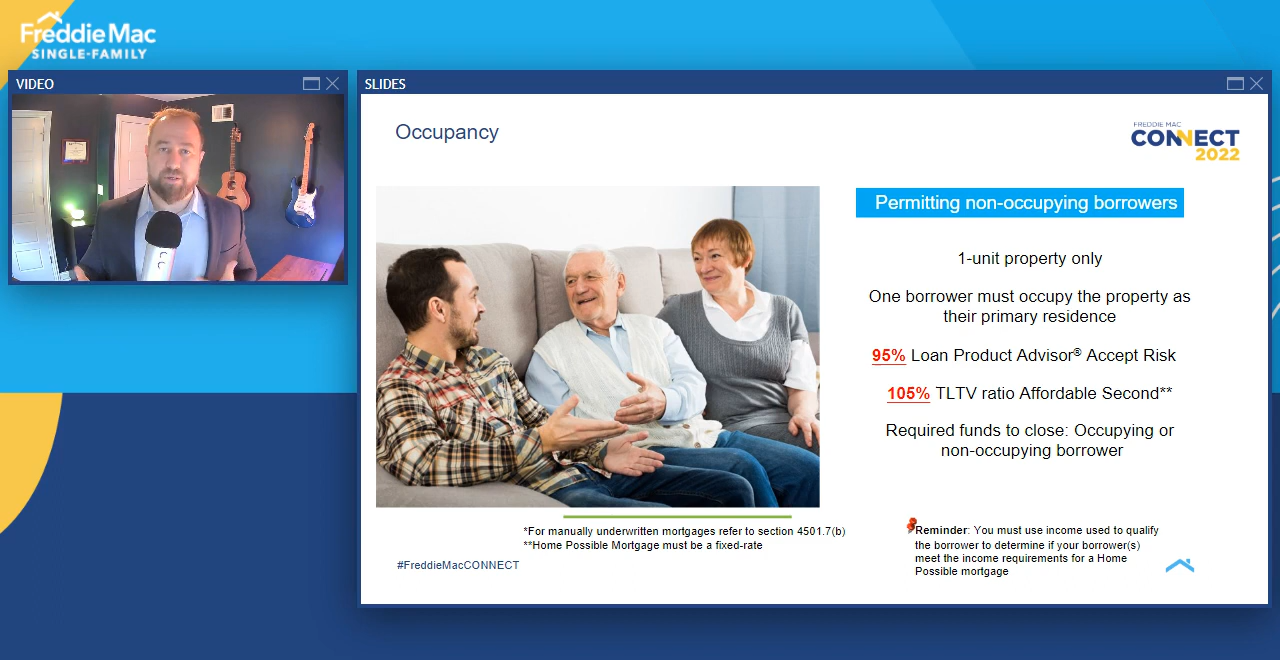 Freddie Mac
SINGLE-FAMILY
VIDEO
SLIDES
Occupancy
FREDDIE MAC
CONNECT
2022
Permitting non-occupying borrowers
1-unit property only
One borrower must occupy the property as
their primary residence
95% Loan Product Advisor® Accept Risk
105% TLTV ratio Affordable Second**
Required funds to close: Occupying or
non-occupying borrower
*For manually underwritten mortgages refer to section 4501.7(b)
**Home Possible Mortgage must be a fixed-rate
#FreddieMacCONNECT
Reminder: You must use income used to qualify
the borrower to determine if your borrower(s)
meet the income requirements for a Home
Possible mortgage